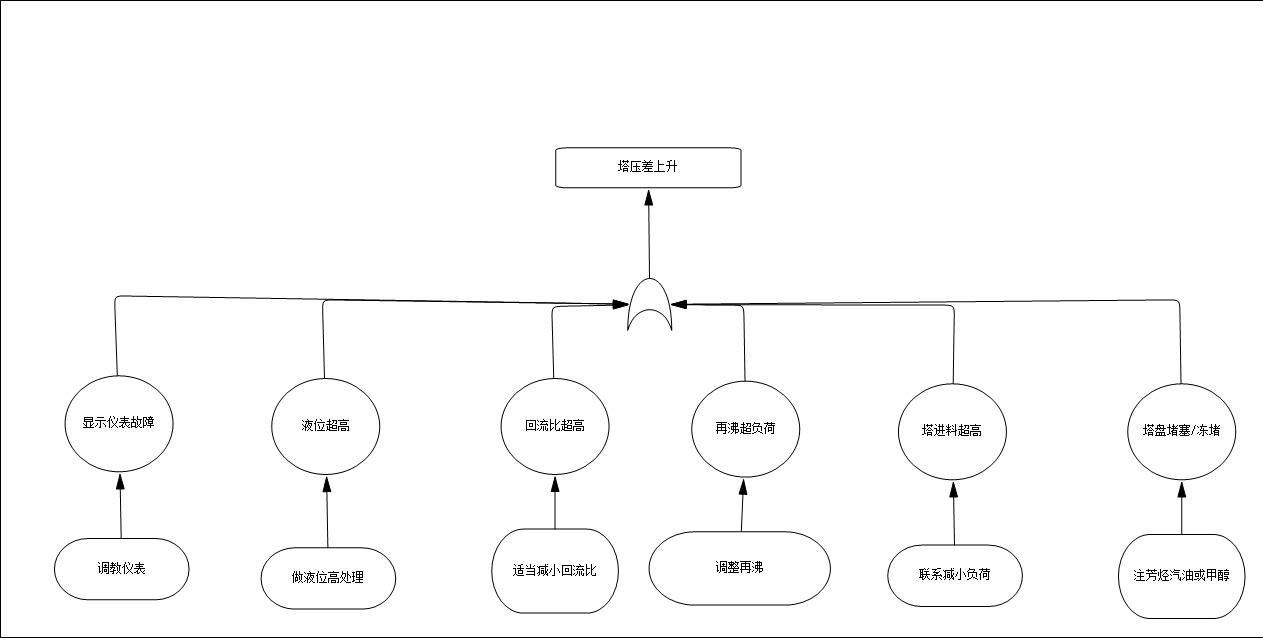 塔压差上升
显示仪表故障
液位超高
回流比超高
再沸超负荷
塔进料超高
塔盘堵塞/冻堵
调教仪表
做液位高处理
适当减小回流比
调整再沸
联系减小负荷
注芳烃汽油或甲醇